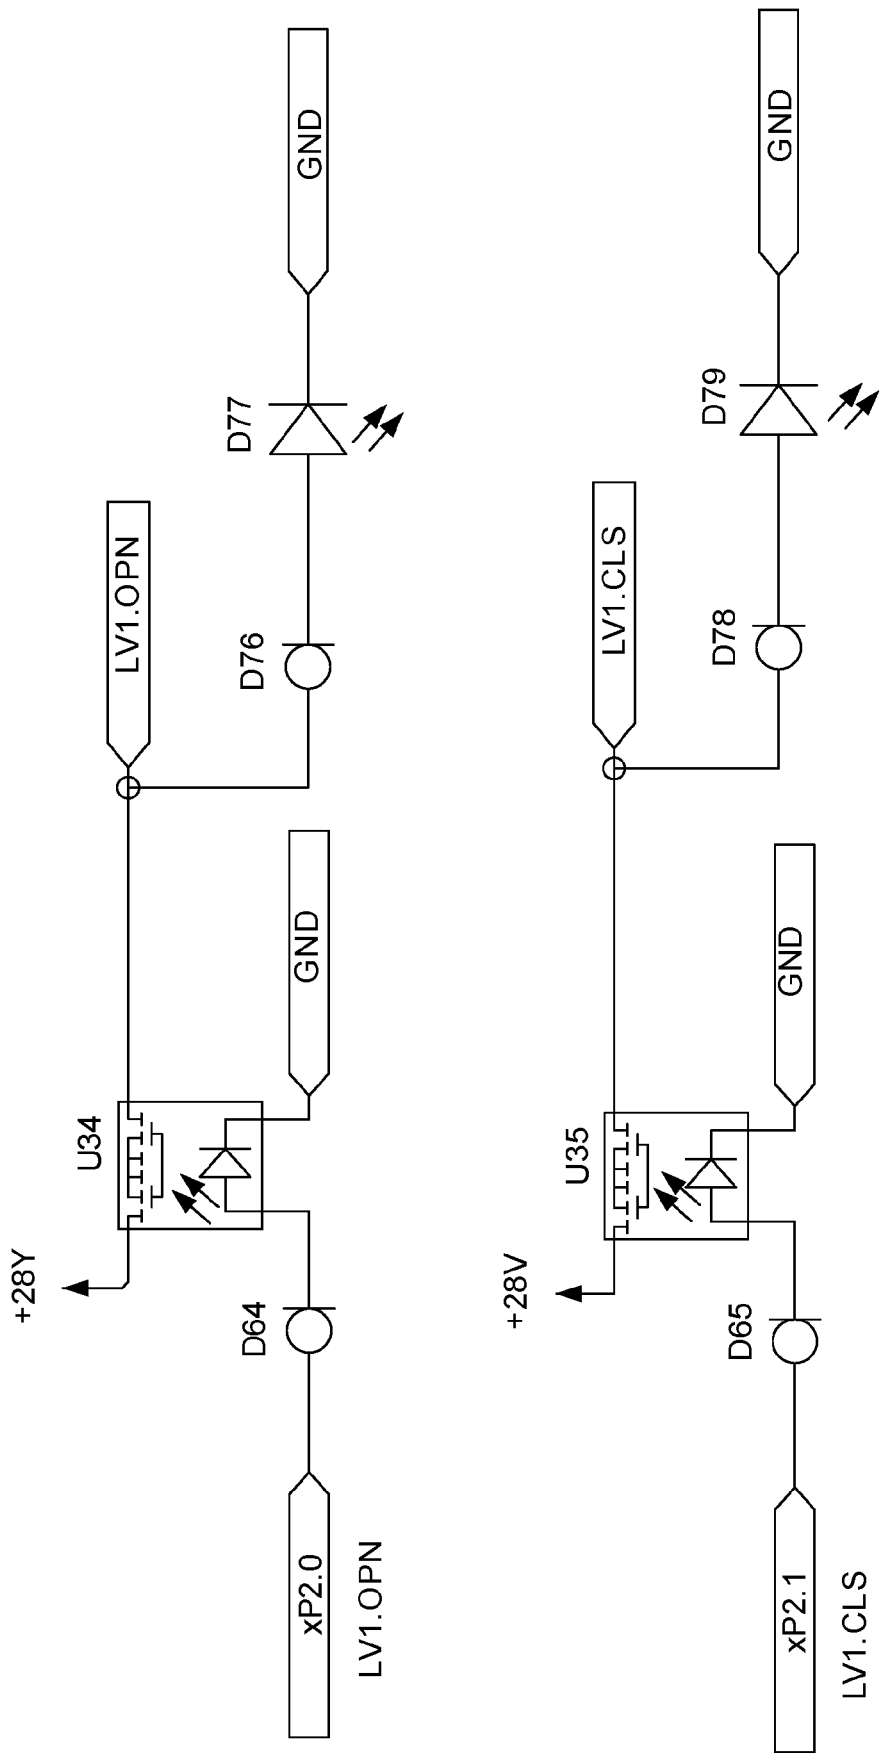 +28Y
U34
LV1.OPN
xP2.0
LV1.OPN
D64
GND
D76
D77
GND
+28V
U35
LV1.CLS
xP2.1
LV1.CLS
D65
GND
D78
D79
GND